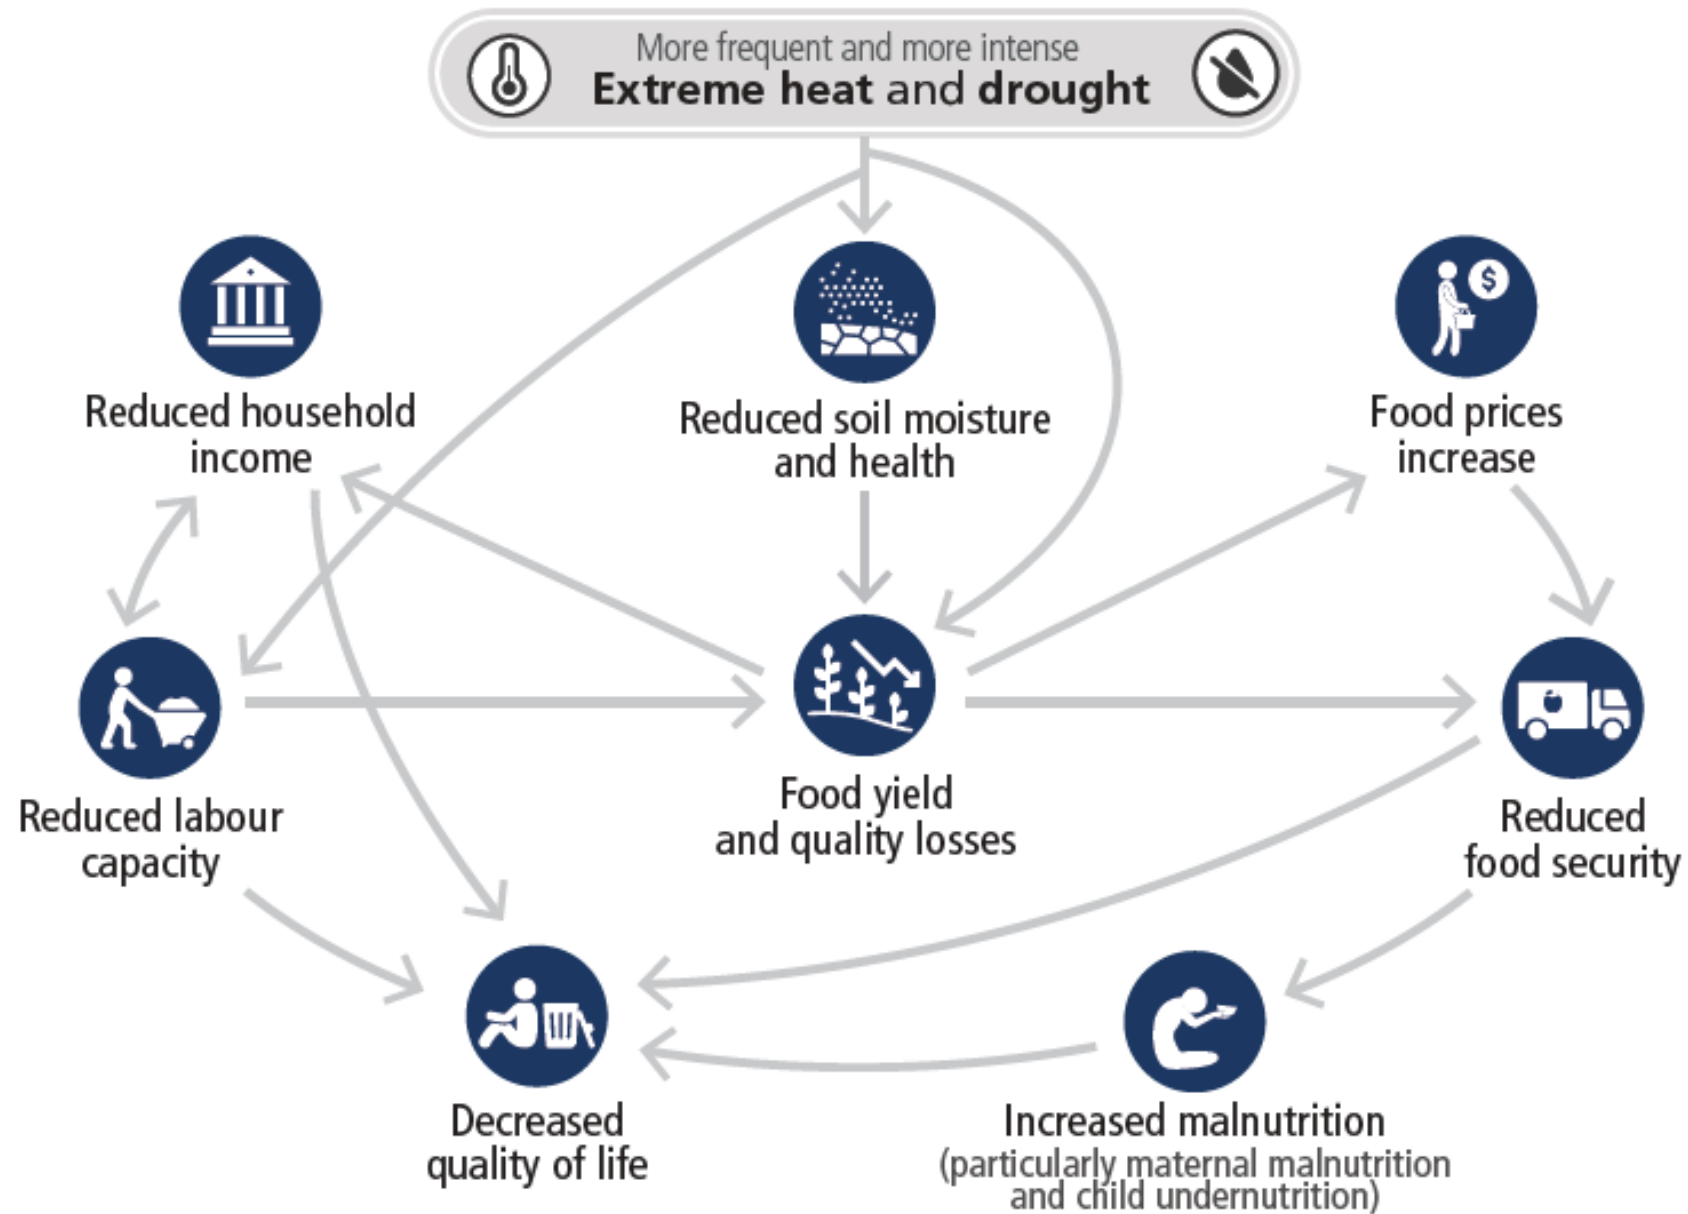 More frequent and more intense
Extreme heat and drought
$
Reduced household
income
Reduced soil moisture
and health
Food prices
increase
Reduced labour
capacity
Food yield
and quality losses
Reduced
food security
Decreased
quality of life
Increased malnutrition
(particularly maternal malnutrition
and child undernutrition)